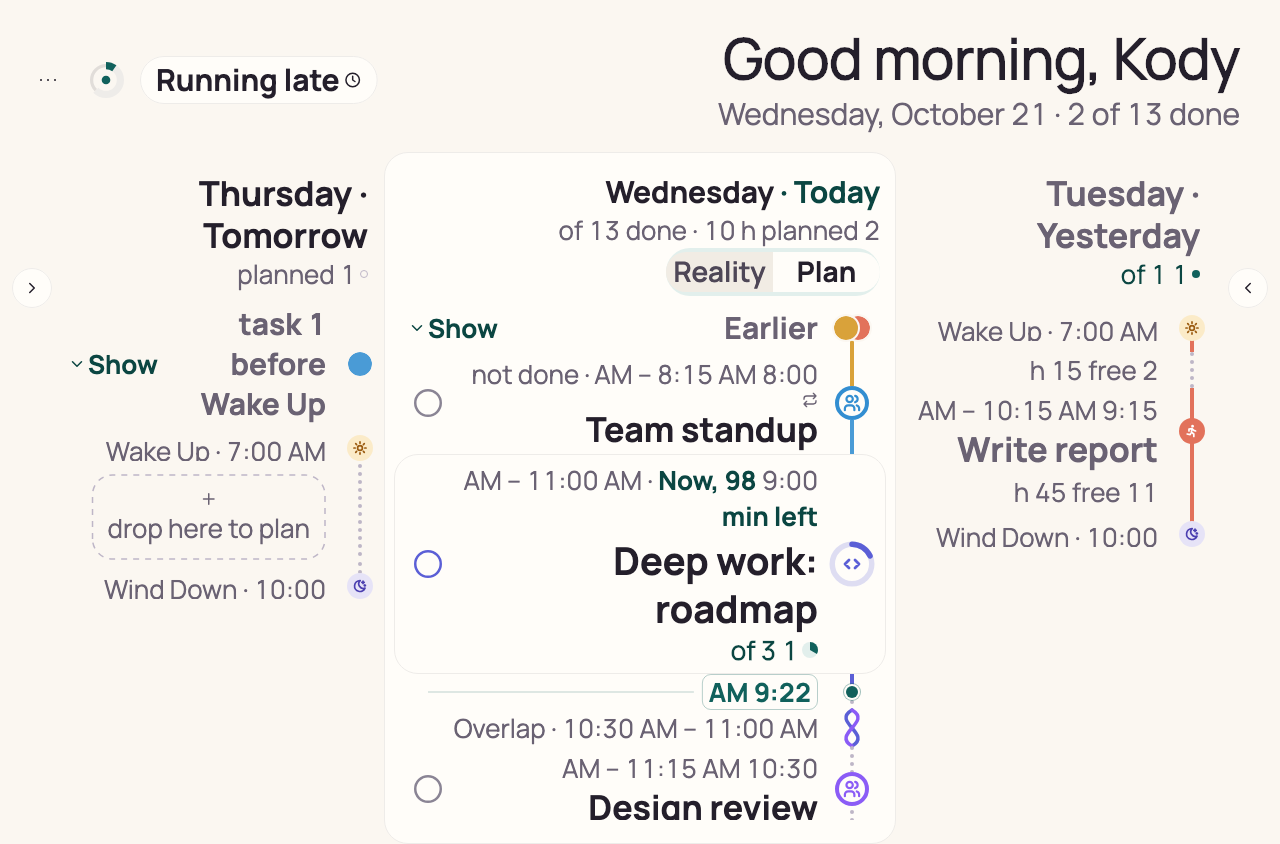 Good morning, Kody
Wednesday, October 21 · 2 of 13 done
Running late
...
Tuesday ·
Yesterday
of 1 1
Wake Up · 7:00 AM
h 15 free 2
AM – 10:15 AM 9:15
Write report
h 45 free 11
Wind Down · 10:00
Wednesday · Today
of 13 done · 10 h planned 2
Reality Plan
Earlier
Show
not done · AM – 8:15 AM 8:00
Team standup
AM – 11:00 AM · Now, 98 9:00
min left
Deep work:
roadmap
of 3 1
AM 9:22
Overlap · 10:30 AM – 11:00 AM
AM – 11:15 AM 10:30
Design review
Thursday ·
Tomorrow
planned 1
task 1
before
Wake Up
Show
Wake Up · 7:00 AM
+
drop here to plan
Wind Down · 10:00